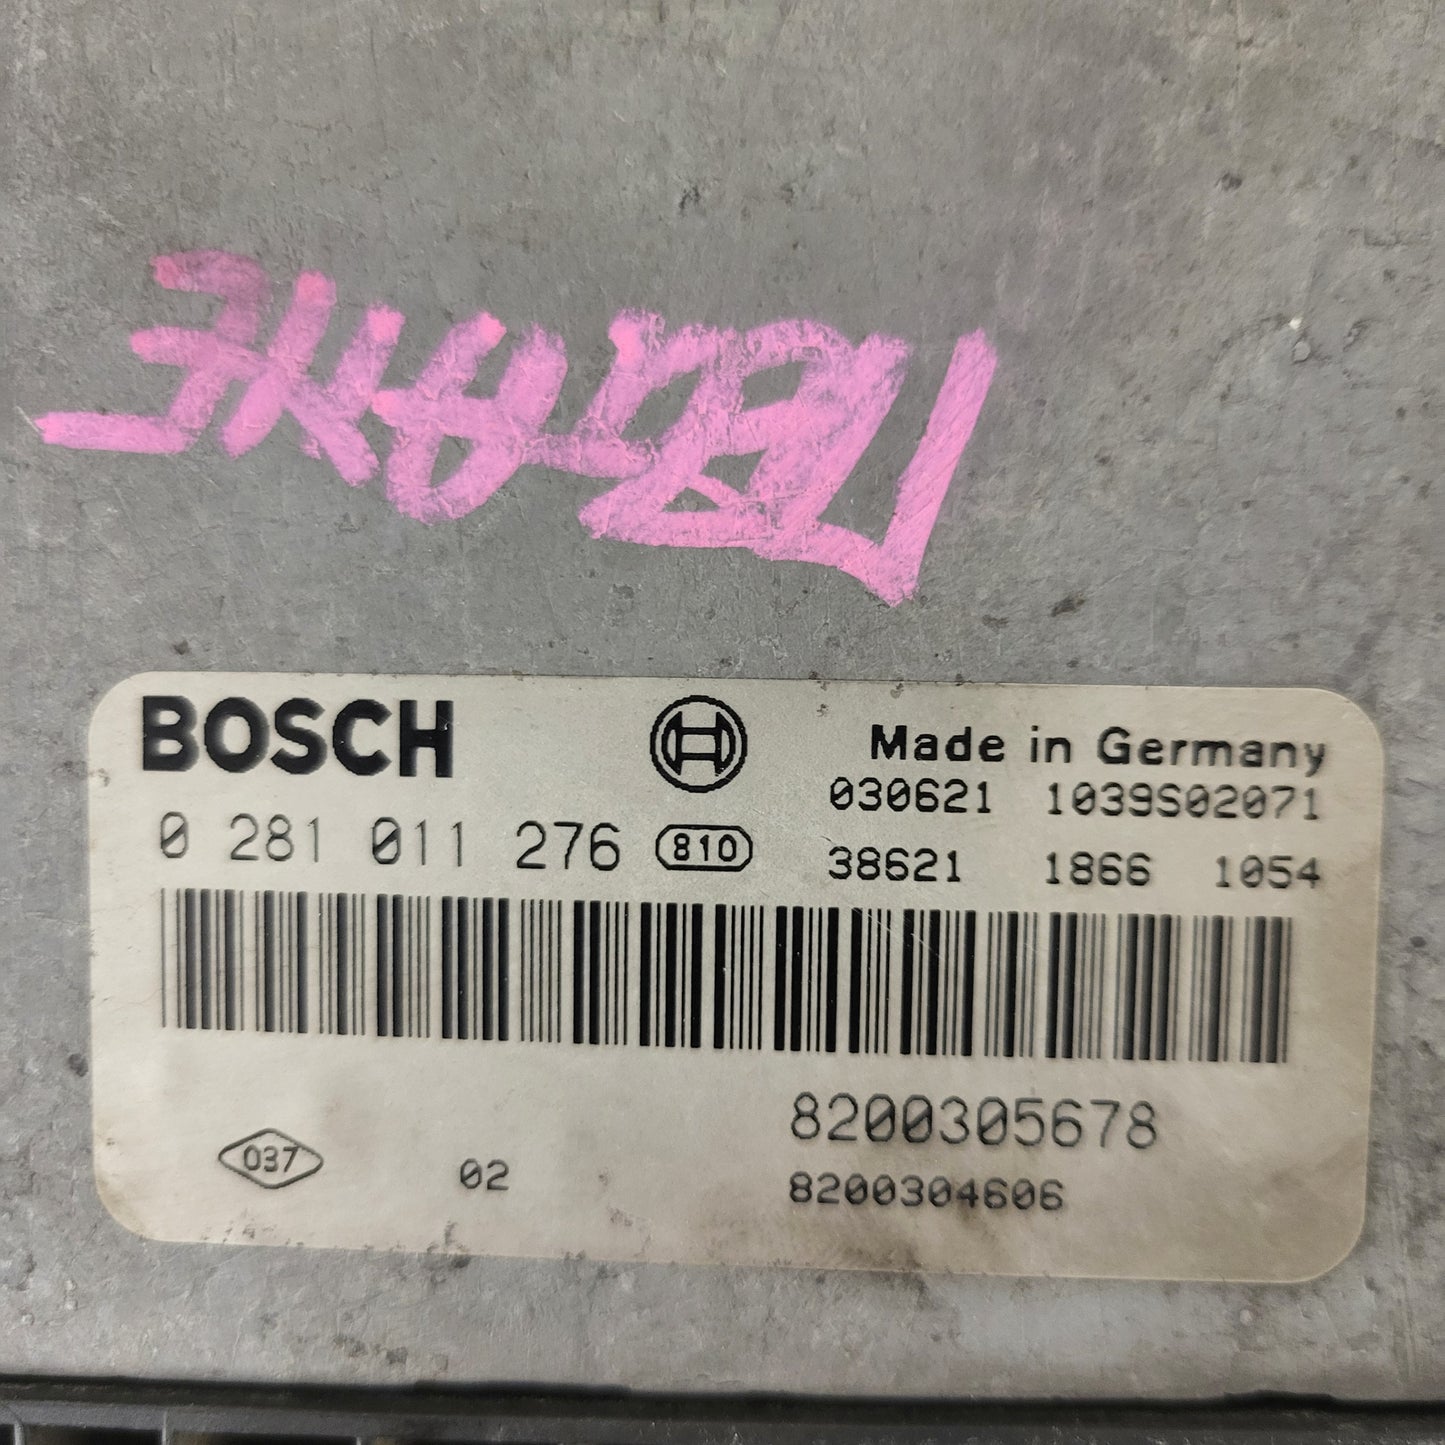 BOSCH
Made in Germany
030621 1039S02071
0 281 011 276 810 38621 1866 1054
8200305678
037 02 8200304606